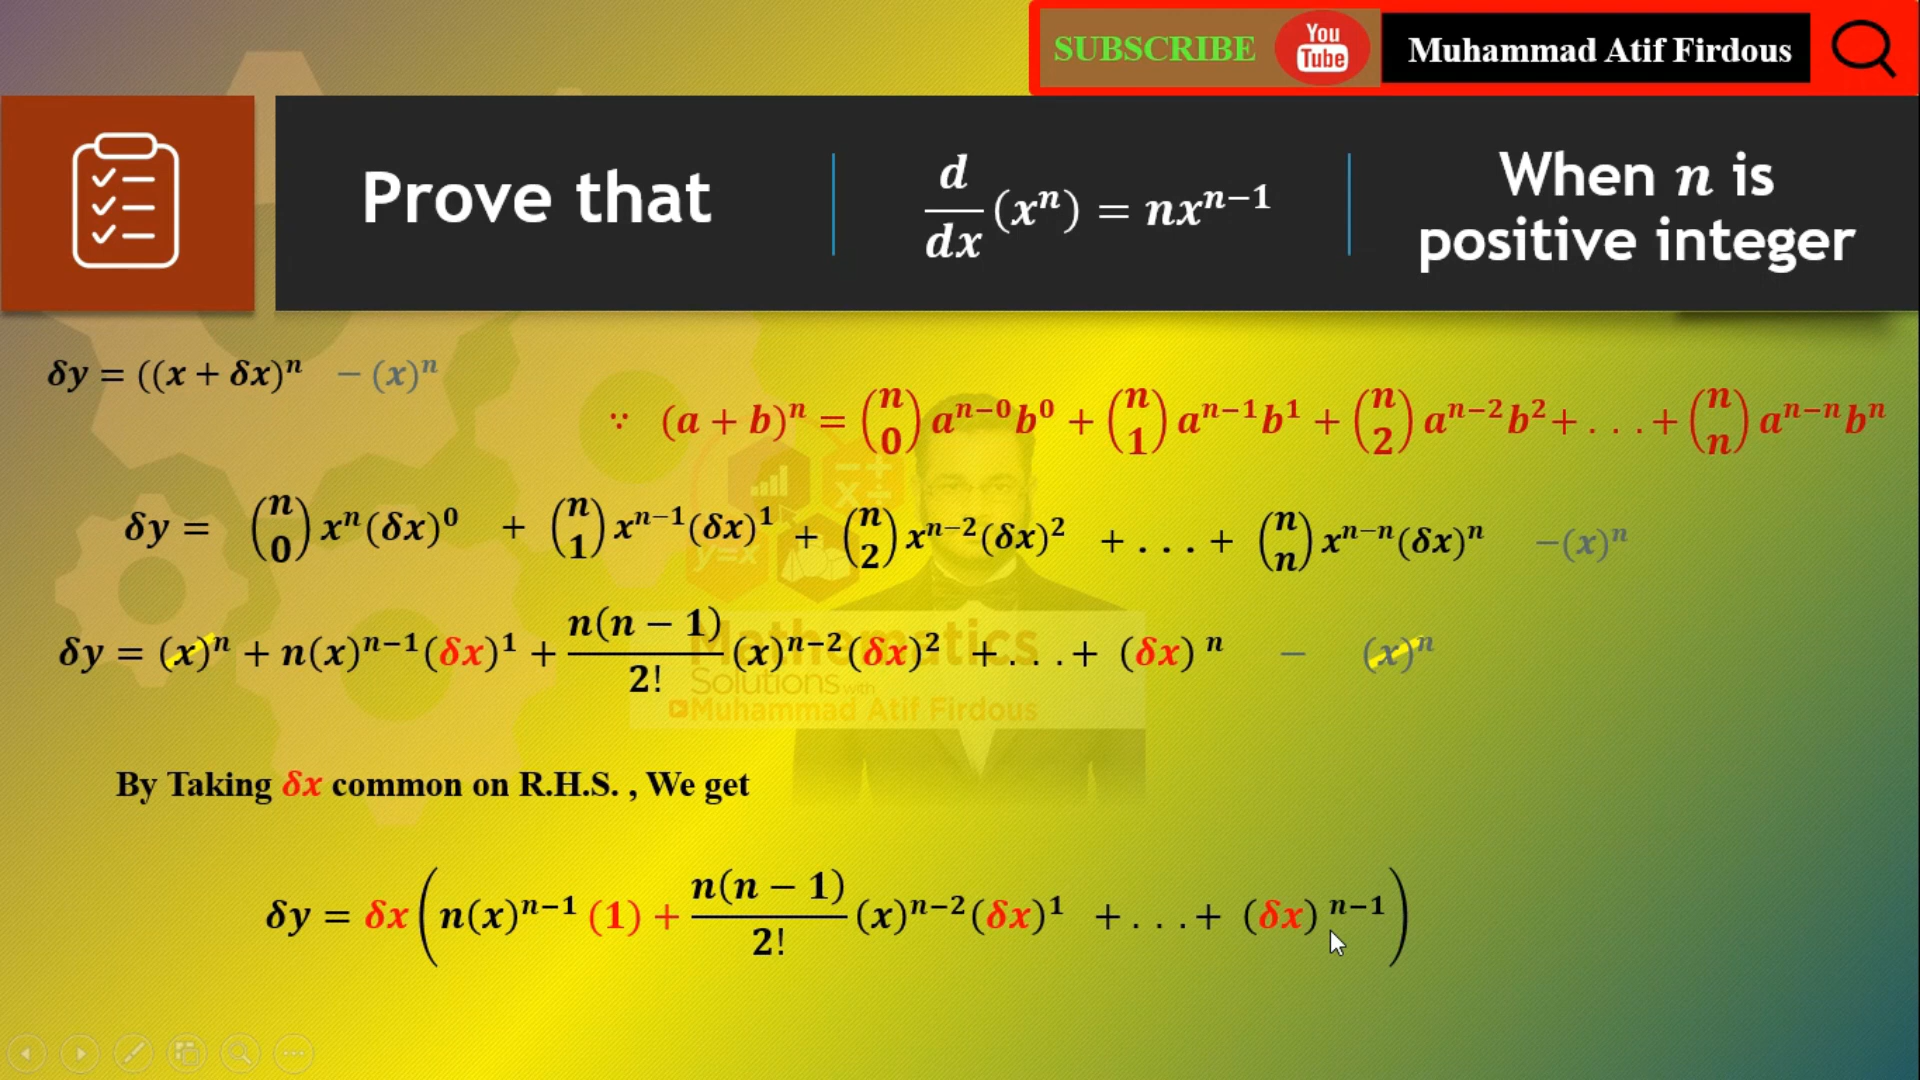 SUBSCRIBE You Tube Muhammad Atif Firdous
Prove that
d/dx (xⁿ) = nxⁿ⁻¹
When n is
positive integer
δy = ((x + δx)ⁿ − (x)ⁿ
∵ (a + b)ⁿ = (n 0) aⁿ⁻⁰b⁰ + (n 1) aⁿ⁻¹b¹ + (n 2) aⁿ⁻²b² + . . . + (n n) aⁿ⁻ⁿbⁿ
δy = (n 0) xⁿ(δx)⁰ + (n 1) xⁿ⁻¹(δx)¹ + (n 2) xⁿ⁻²(δx)² + . . . + (n n) xⁿ⁻ⁿ(δx)ⁿ −(x)ⁿ
y=x
δy = (x)ⁿ + n(x)ⁿ⁻¹(δx)¹ + n(n − 1)/2! (x)ⁿ⁻²(δx)² + . . . + (δx) ⁿ − (x)ⁿ
Mathematics
Solutions with
Muhammad Atif Firdous
By Taking δx common on R.H.S. , We get
δy = δx ( n(x)ⁿ⁻¹ (1) + n(n − 1)/2! (x)ⁿ⁻²(δx)¹ + . . . + (δx) ⁿ⁻¹ )